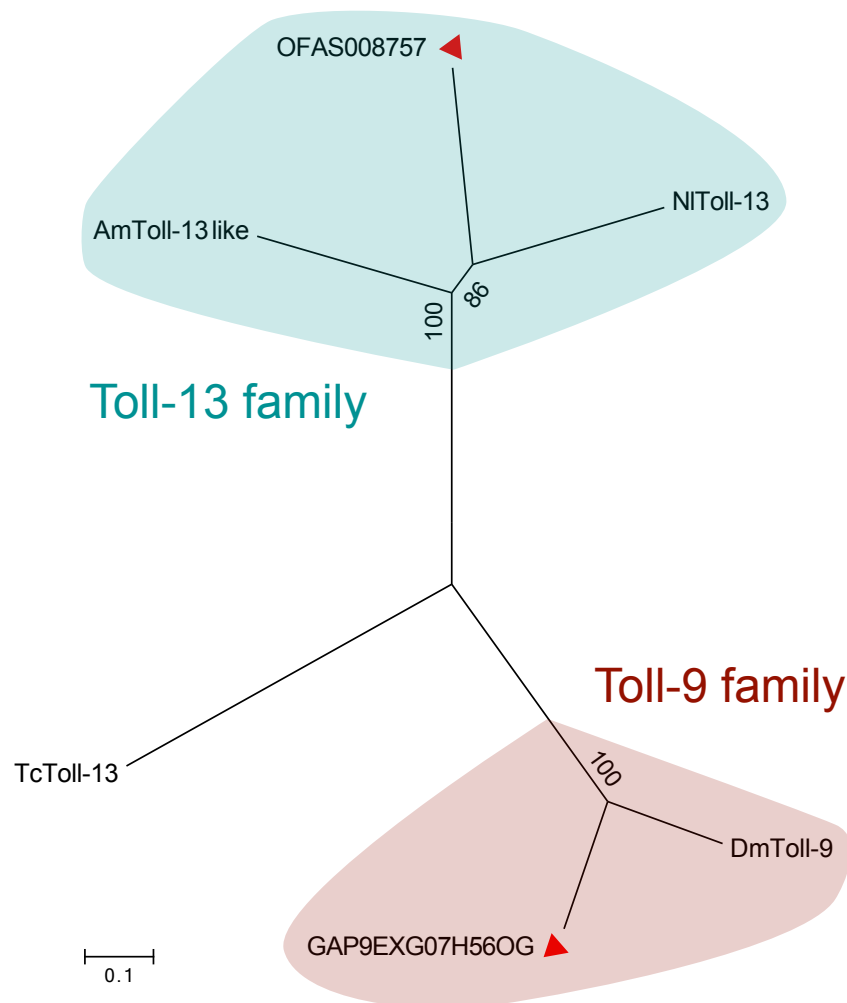 OFAS008757
NlToll-13
AmToll-13 like
86
100
Toll-13 family
Toll-9 family
100
TcToll-13
DmToll-9
GAP9EXG07H56OG
0.1